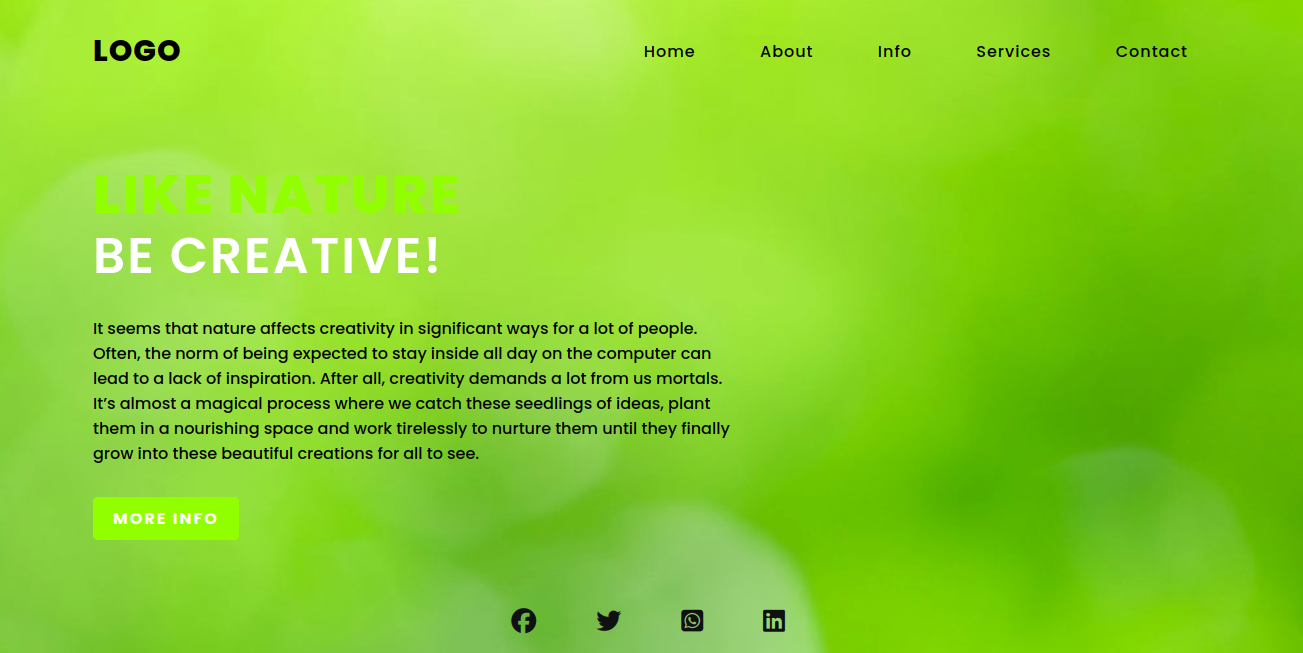 LOGO
Home About Info Services Contact
LIKE NATURE
BE CREATIVE!
It seems that nature affects creativity in significant ways for a lot of people.
Often, the norm of being expected to stay inside all day on the computer can
lead to a lack of inspiration. After all, creativity demands a lot from us mortals.
It’s almost a magical process where we catch these seedlings of ideas, plant
them in a nourishing space and work tirelessly to nurture them until they finally
grow into these beautiful creations for all to see.
MORE INFO